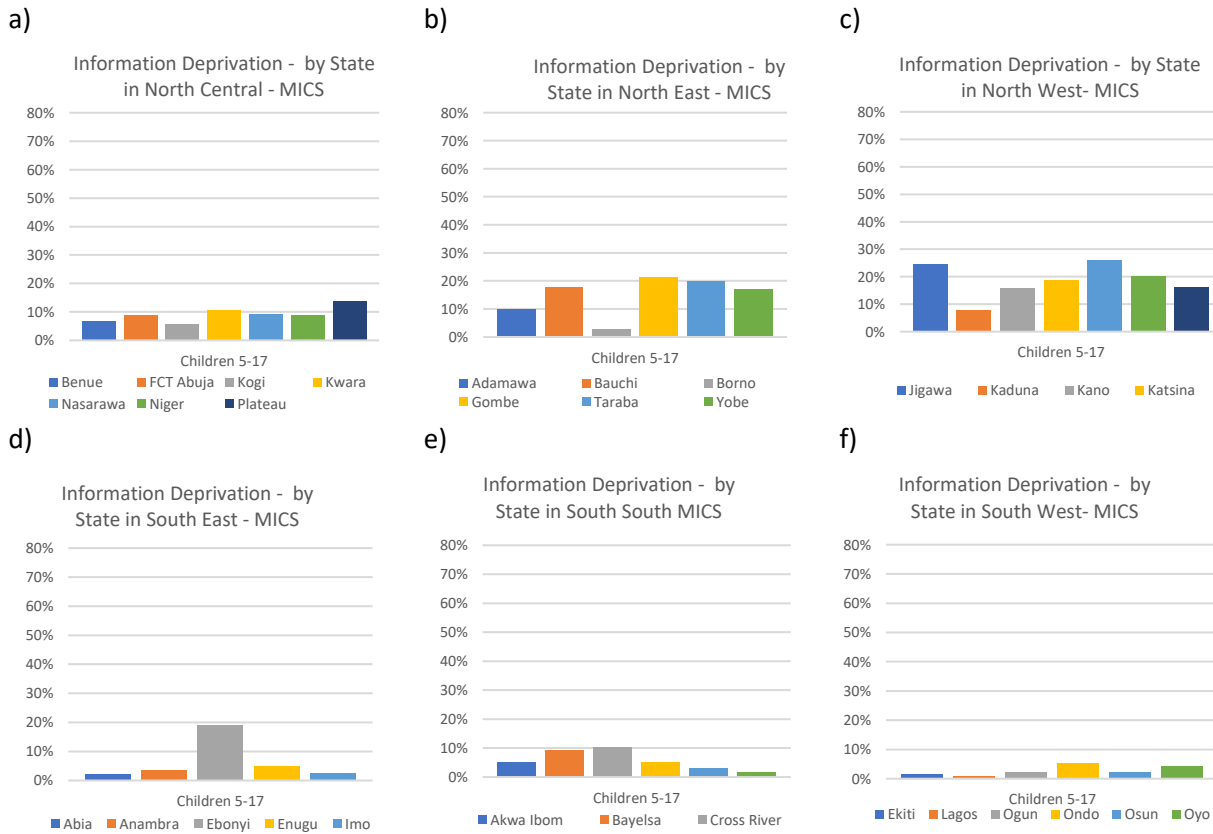 a)
Information Deprivation - by State
in North Central - MICS
80%
70%
60%
50%
40%
30%
20%
10%
0%
Children 5-17
Benue FCT Abuja Kogi Kwara
Nasarawa Niger Plateau
b)
Information Deprivation - by
State in North East - MICS
80%
70%
60%
50%
40%
30%
20%
10%
0%
Children 5-17
Adamawa Bauchi Borno
Gombe Taraba Yobe
c)
Information Deprivation - by State
in North West- MICS
80%
70%
60%
50%
40%
30%
20%
10%
0%
Children 5-17
Jigawa Kaduna Kano Katsina
d)
Information Deprivation - by
State in South East - MICS
80%
70%
60%
50%
40%
30%
20%
10%
0%
Children 5-17
Abia Anambra Ebonyi Enugu Imo
e)
Information Deprivation - by
State in South South MICS
80%
70%
60%
50%
40%
30%
20%
10%
0%
Children 5-17
Akwa Ibom Bayelsa Cross River
f)
Information Deprivation - by
State in South West- MICS
80%
70%
60%
50%
40%
30%
20%
10%
0%
Children 5-17
Ekiti Lagos Ogun Ondo Osun Oyo